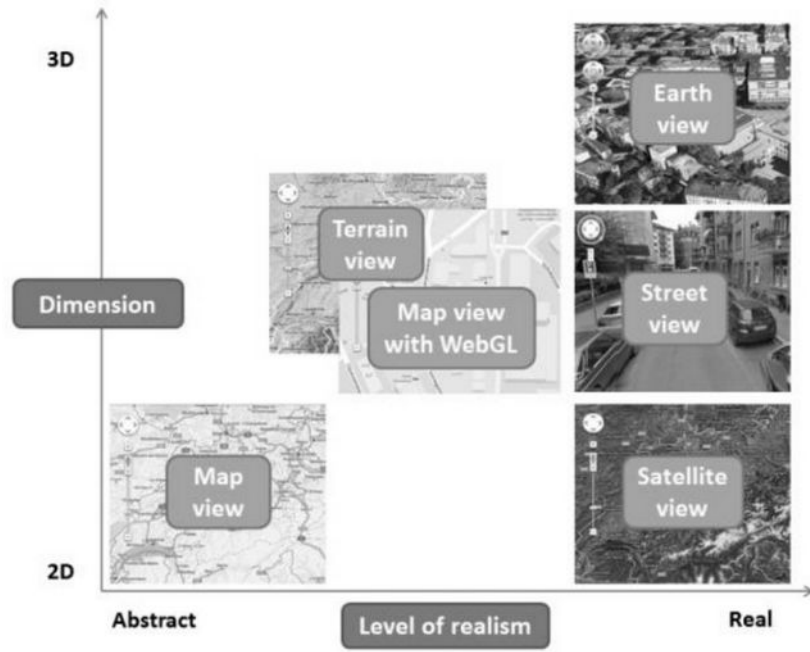 3D
Earth
view
Terrain
view
Map view
with WebGL
Street
view
Dimension
Map
view
Satellite
view
2D
Abstract
Level of realism
Real